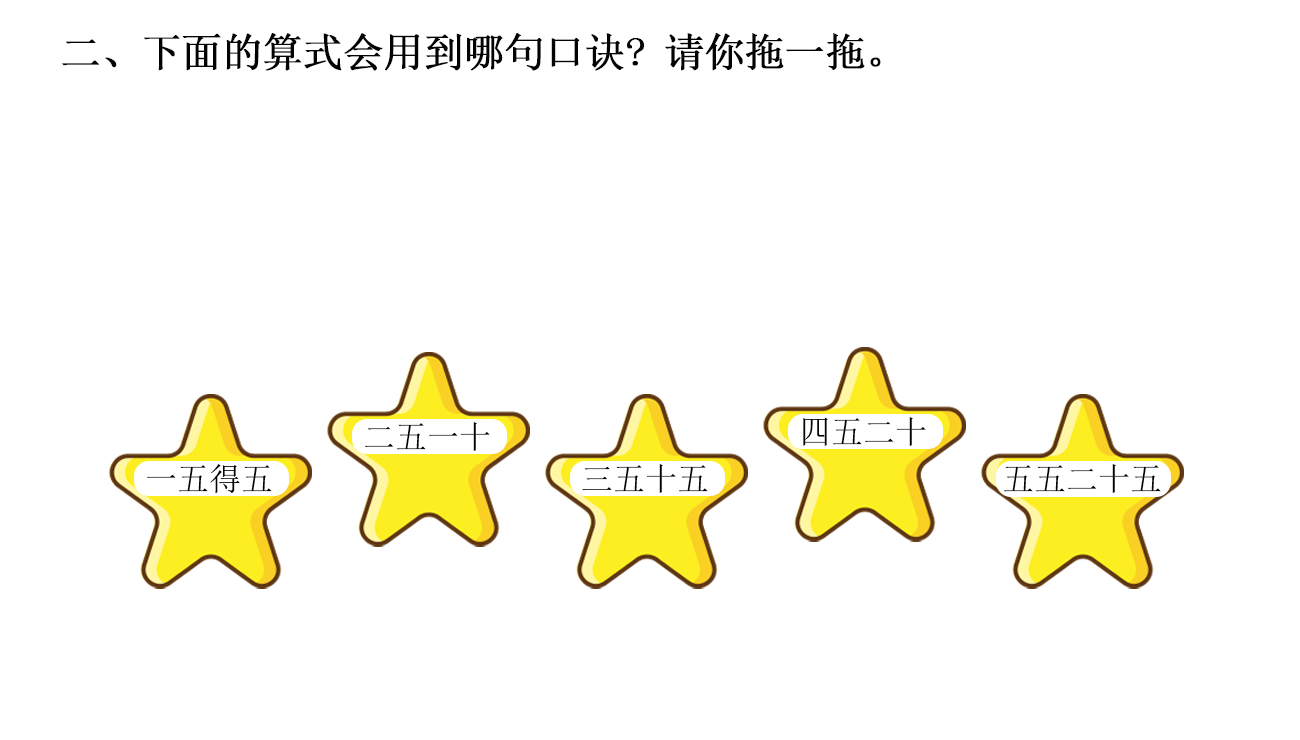 二、下面的算式会用到哪句口诀？请你拖一拖。
一五得五
二五一十
三五十五
四五二十
五五二十五